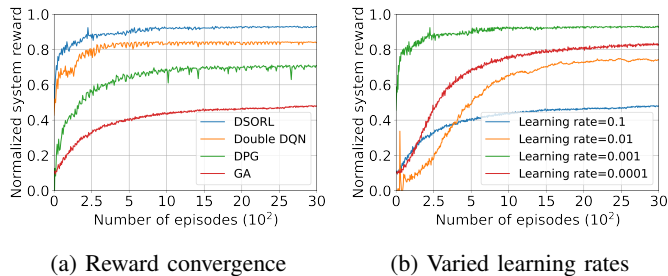 Normalized system reward
1.0
0.8
0.6
0.4
0.2
0.0
0 2.5 5 10 15 20 25 30
Number of episodes (10²)
DSORL
Double DQN
DPG
GA
(a) Reward convergence
Normalized system reward
1.0
0.8
0.6
0.4
0.2
0.0
0 2.5 5 10 15 20 25 30
Number of episodes (10²)
Learning rate=0.1
Learning rate=0.01
Learning rate=0.001
Learning rate=0.0001
(b) Varied learning rates